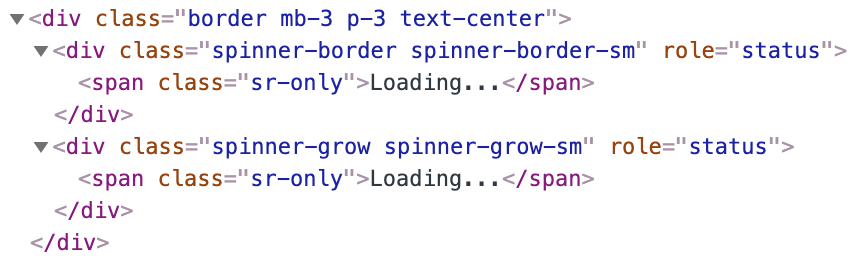 <div class="border mb-3 p-3 text-center">
<div class="spinner-border spinner-border-sm" role="status">
<span class="sr-only">Loading...</span>
</div>
<div class="spinner-grow spinner-grow-sm" role="status">
<span class="sr-only">Loading...</span>
</div>
</div>